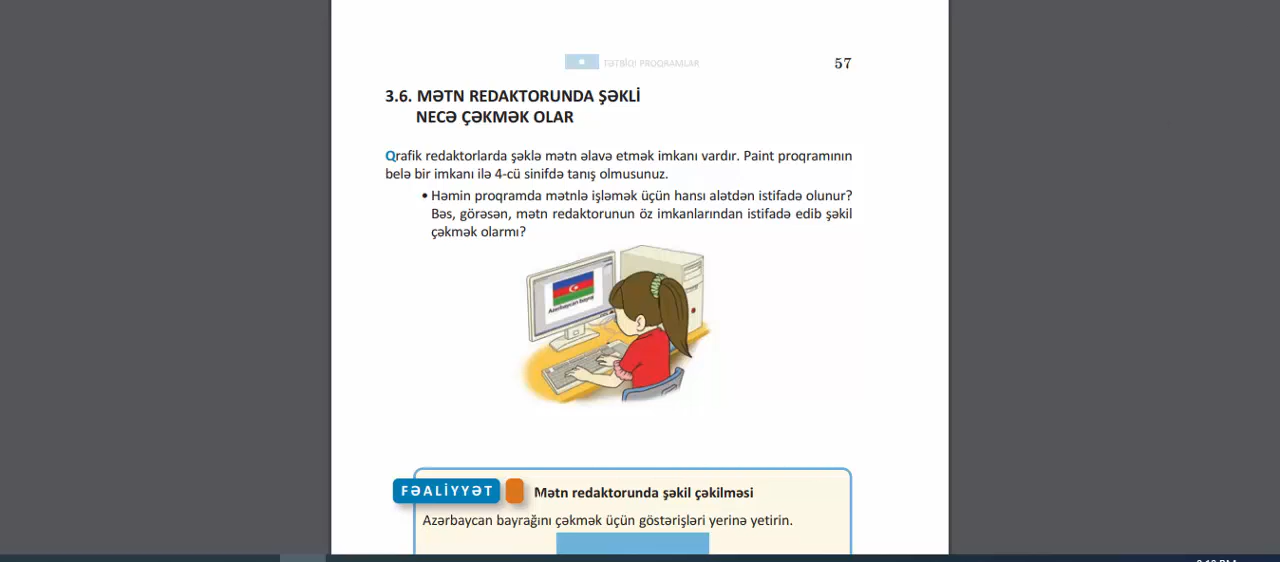 TƏTBİQİ PROQRAMLAR
57
3.6. MƏTN REDAKTORUNDA ŞƏKLİ
NECƏ ÇƏKMƏK OLAR
Qrafik redaktorlarda şəklə mətn əlavə etmək imkanı vardır. Paint proqramının
belə bir imkanı ilə 4-cü sinifdə tanış olmusunuz.
• Həmin proqramda mətnlə işləmək üçün hansı alətdən istifadə olunur?
Bəs, görəsən, mətn redaktorunun öz imkanlarından istifadə edib şəkil
çəkmək olarmı?
Azərbaycan bayra
FƏALİYYƏT
Mətn redaktorunda şəkil çəkilməsi
Azərbaycan bayrağını çəkmək üçün göstərişləri yerinə yetirin.